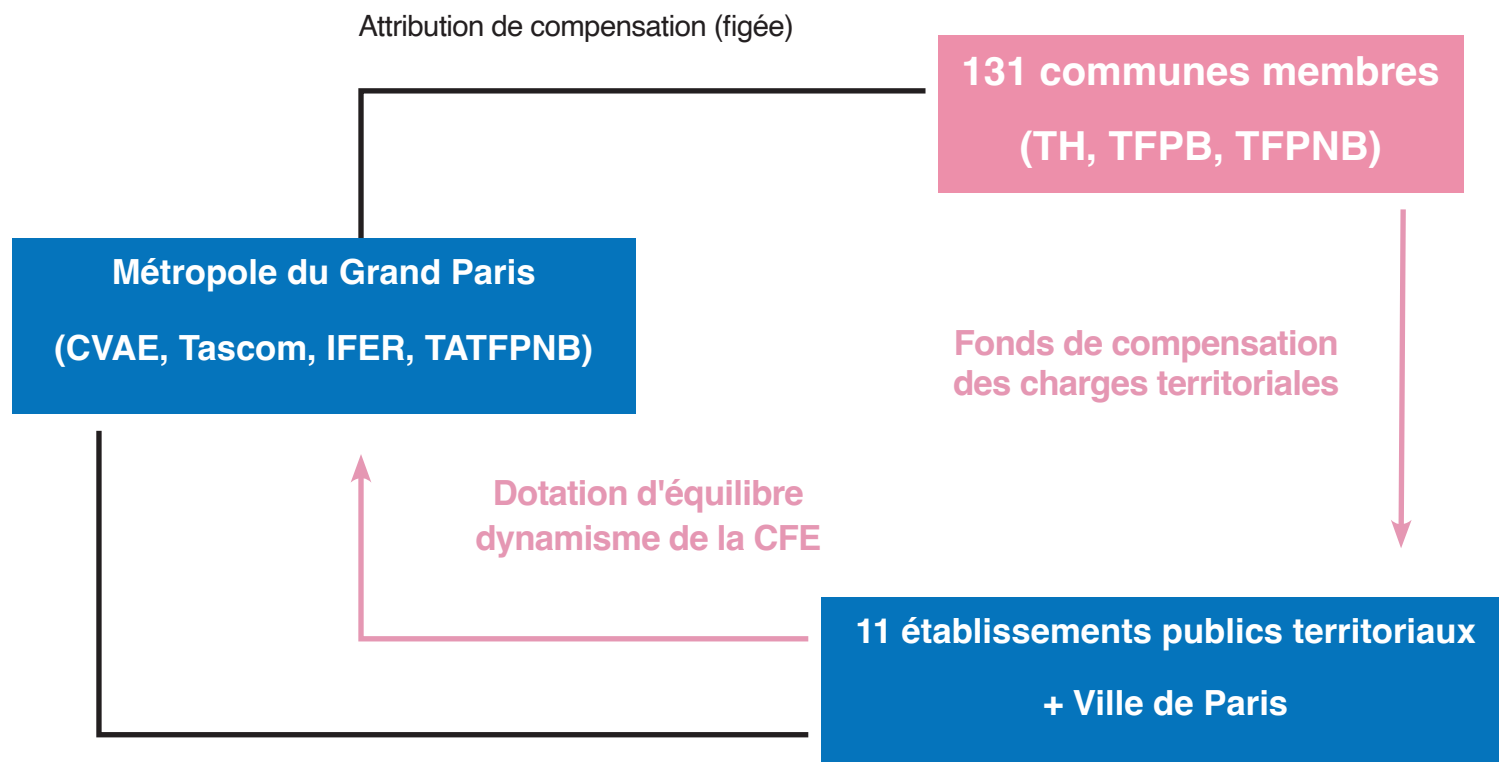 Attribution de compensation (figée)
131 communes membres
(TH, TFPB, TFPNB)
Métropole du Grand Paris
(CVAE, Tascom, IFER, TATFPNB)
Fonds de compensation
des charges territoriales
Dotation d'équilibre
dynamisme de la CFE
11 établissements publics territoriaux
+ Ville de Paris